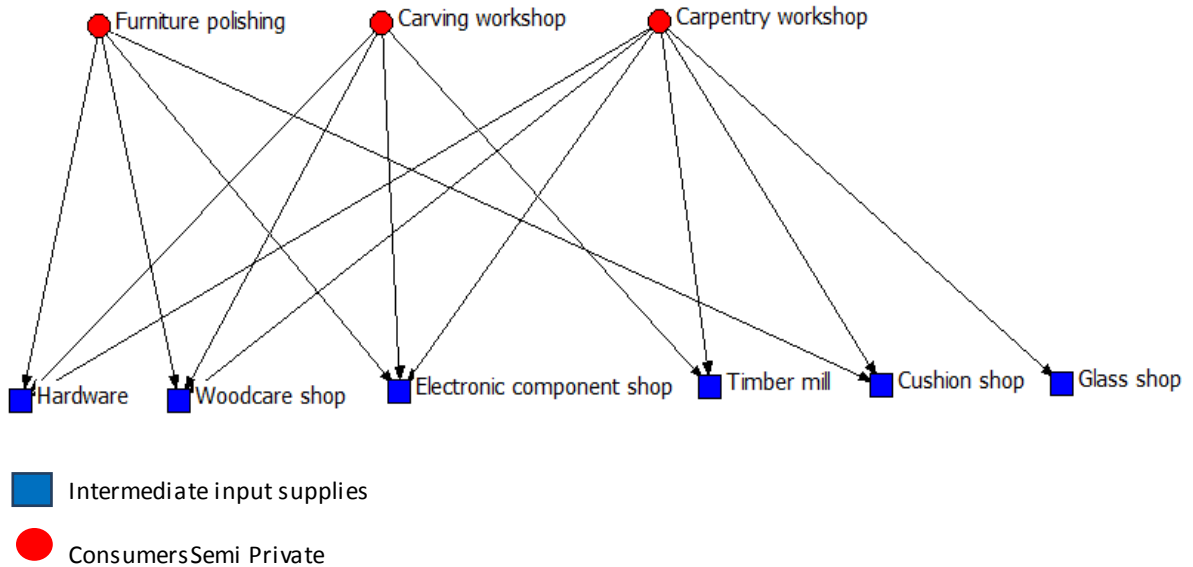 Furniture polishing
Carving workshop
Carpentry workshop
Hardware
Woodcare shop
Electronic component shop
Timber mill
Cushion shop
Glass shop
Intermediate input supplies
ConsumersSemi Private